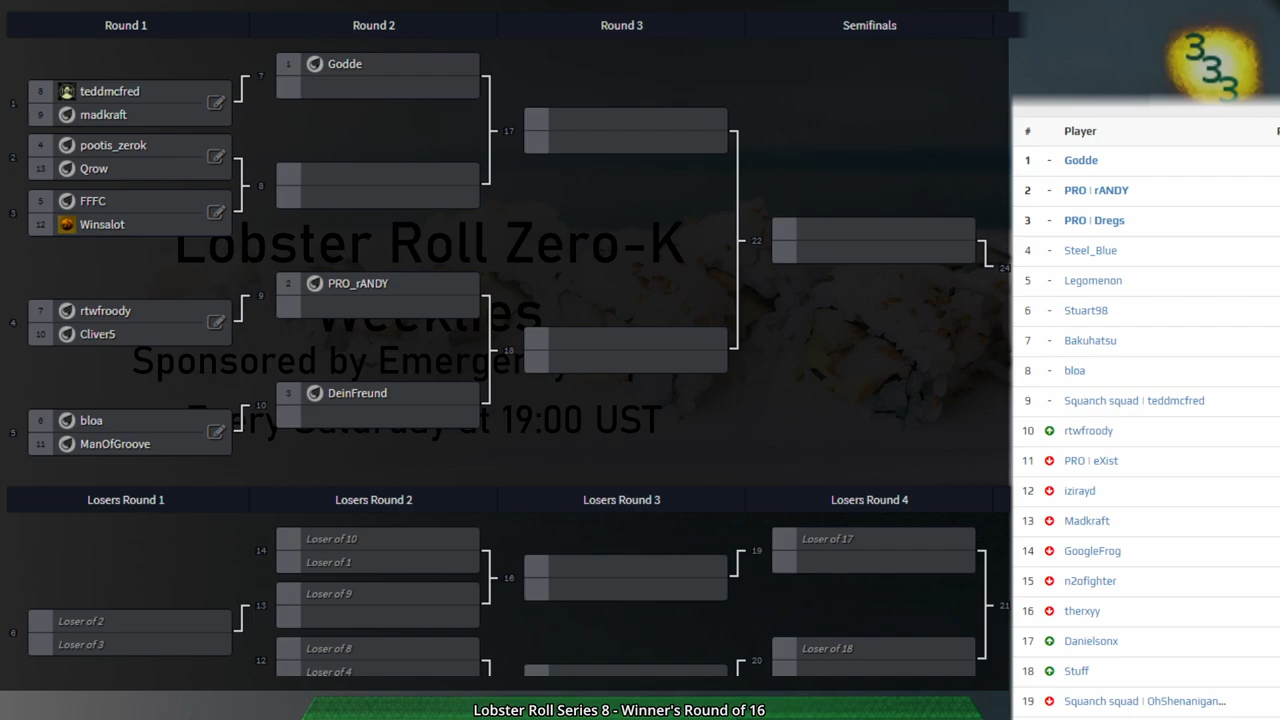 Round 1
Round 2
Round 3
Semifinals
1
8 teddmcfred
9 madkraft
2
4 pootis_zerok
13 Qrow
3
5 FFFC
12 Winsalot
4
7 rtwfroody
10 Cliver5
5
6 bloa
11 ManOfGroove
7
1 Godde
8
9
2 PRO_rANDY
10
3 DeinFreund
17
18
22
24
Lobster Roll Zero-K
Weeklies
Sponsored by
Every Saturday at 19:00 UST
Losers Round 1
Losers Round 2
Losers Round 3
Losers Round 4
6
Loser of 2
Loser of 3
14
Loser of 10
Loser of 1
13
Loser of 9
12
Loser of 8
Loser of 4
16
19
Loser of 17
20
Loser of 18
21
3
3
3
# Player
1 - Godde
2 - PRO | rANDY
3 - PRO | Dregs
4 - Steel_Blue
5 - Legomenon
6 - Stuart98
7 - Bakuhatsu
8 - bloa
9 - Squanch squad | teddmcfred
10 rtwfroody
11 PRO | eXist
12 izirayd
13 Madkraft
14 GoogleFrog
15 n2ofighter
16 therxyy
17 Danielsonx
18 Stuff
19 Squanch squad | OhShenanigan...
Lobster Roll Series 8 - Winner's Round of 16